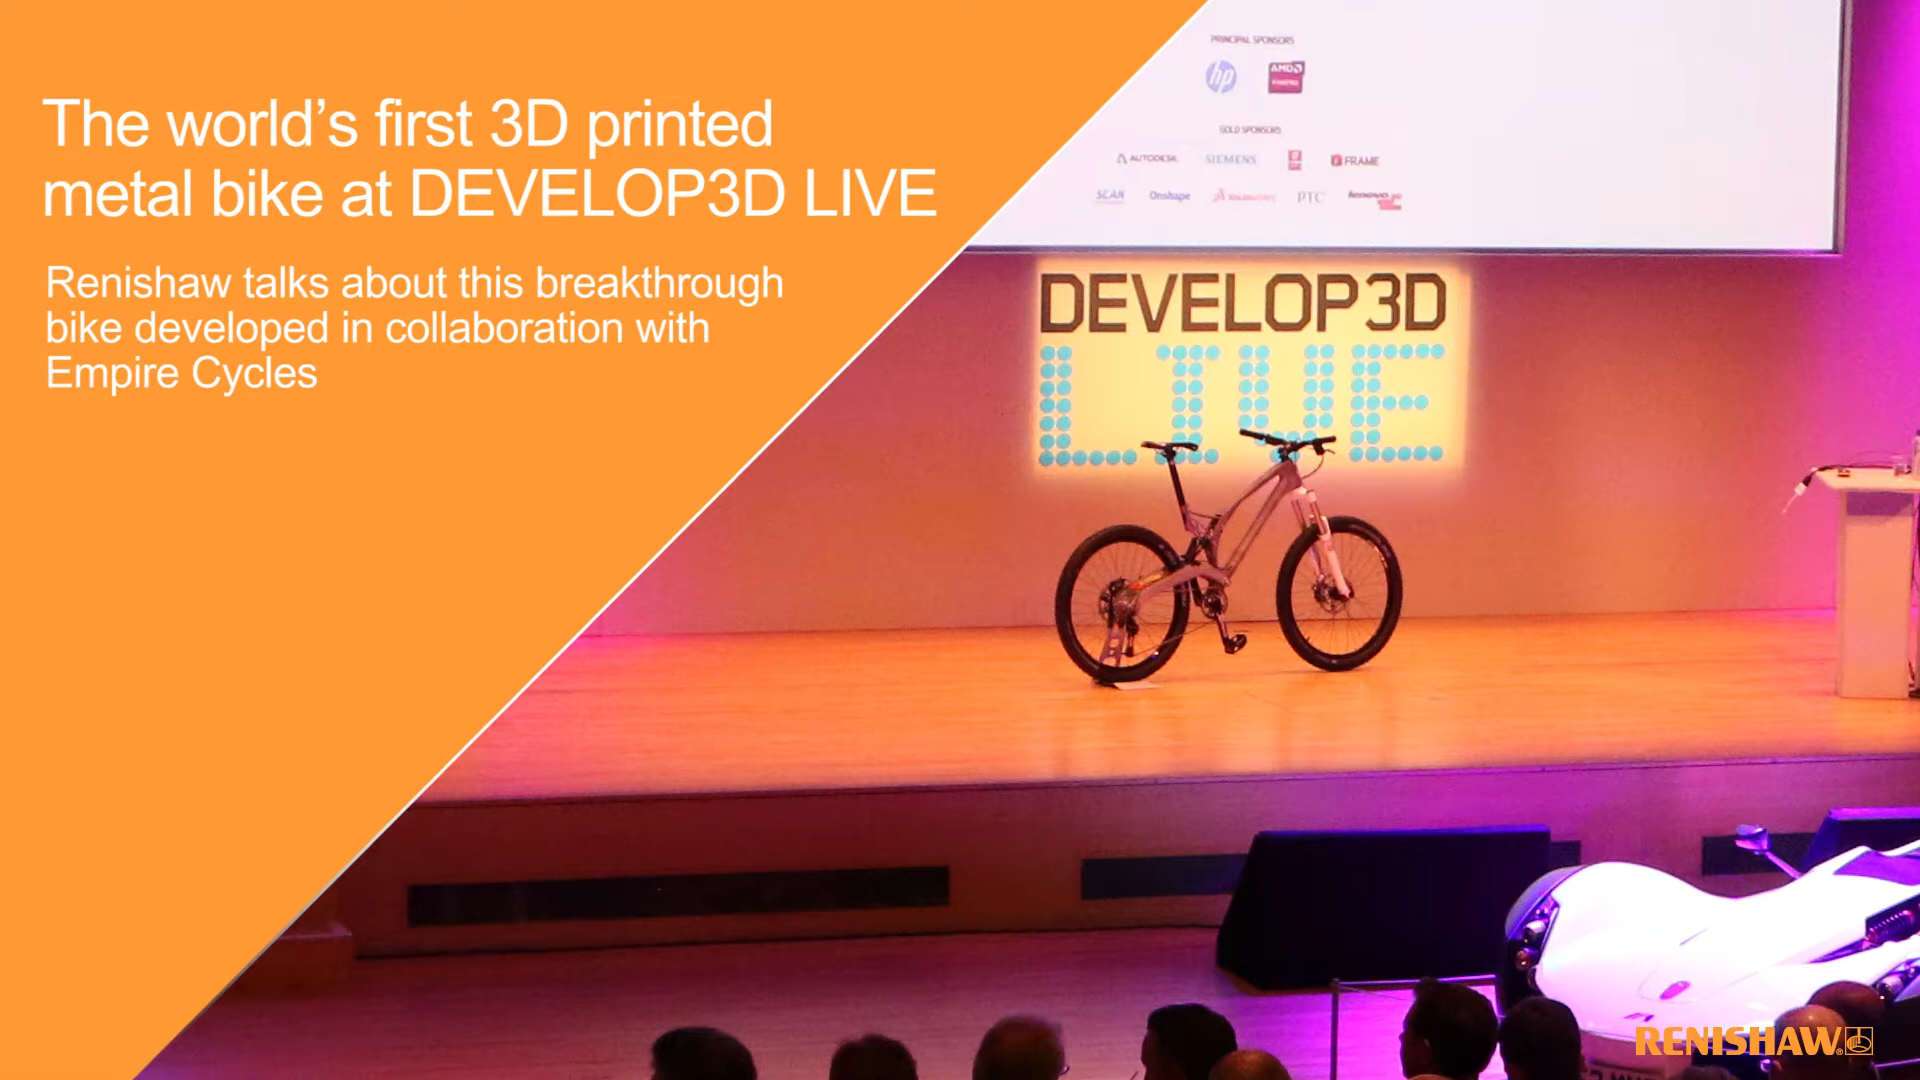 The world’s first 3D printed
metal bike at DEVELOP3D LIVE
Renishaw talks about this breakthrough
bike developed in collaboration with
Empire Cycles
PRINCIPAL SPONSORS
hp
AMD
GOLD SPONSORS
AUTODESK SIEMENS FRAME
SCAN Onshape PTC
DEVELOP3D
LIVE
RENISHAW